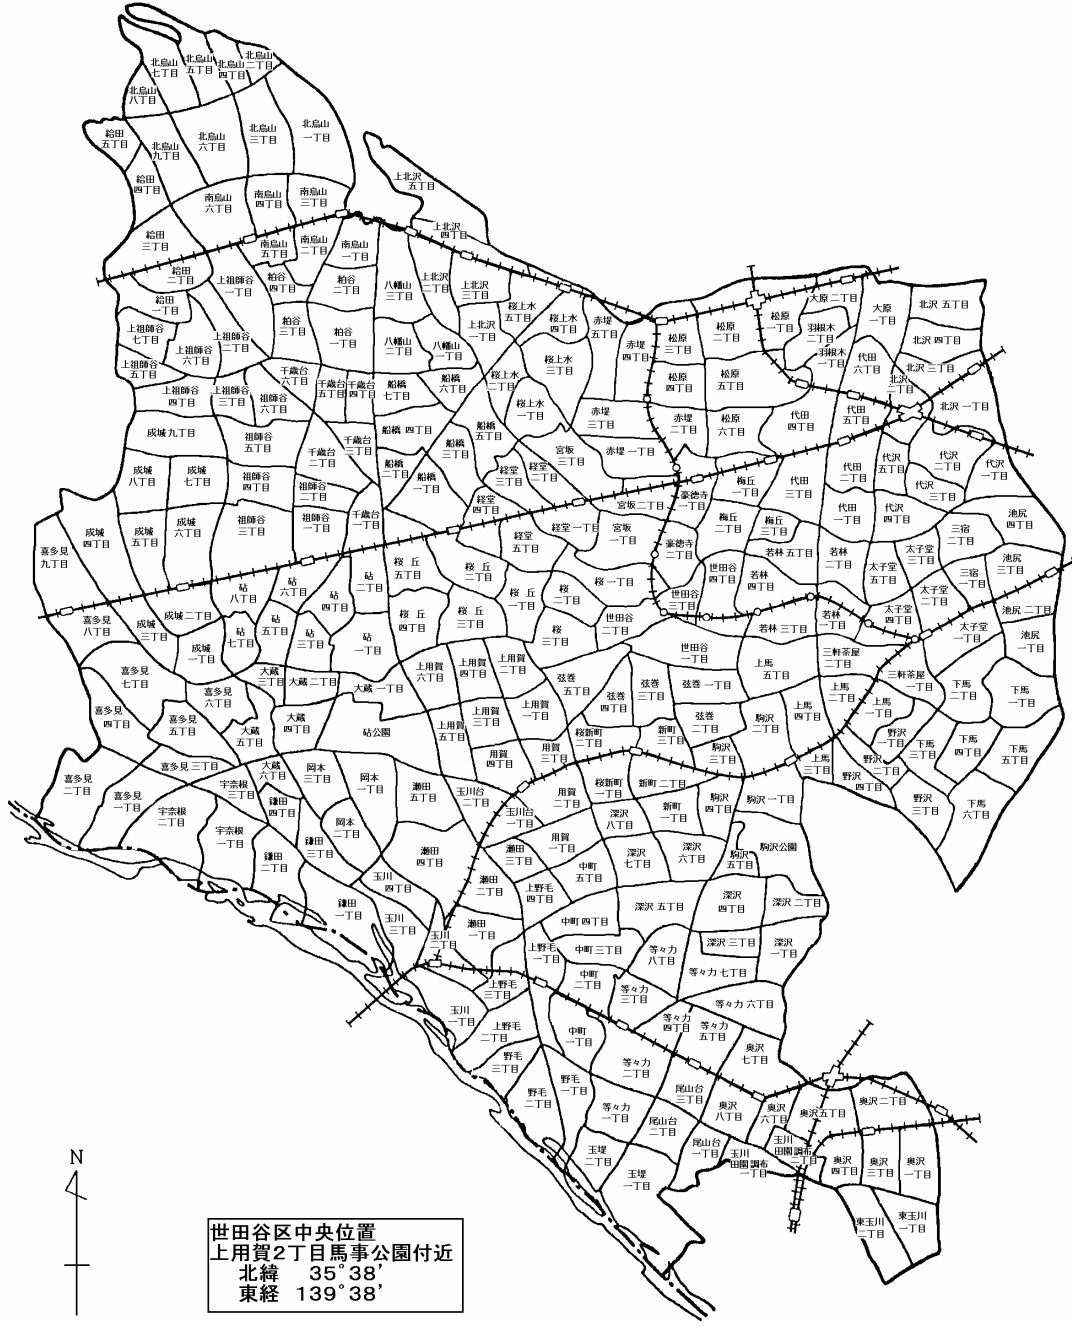 北烏山
七丁目
北烏山
五丁目
北烏山
四丁目
北烏山
二丁目
北烏山
八丁目
給田
五丁目
北烏山
九丁目
北烏山
六丁目
北烏山
三丁目
北烏山
一丁目
給田
四丁目
南烏山
六丁目
南烏山
四丁目
南烏山
三丁目
上北沢
五丁目
上北沢
四丁目
給田
三丁目
南烏山
五丁目
南烏山
二丁目
南烏山
一丁目
給田
二丁目
上祖師谷
一丁目
粕谷
四丁目
粕谷
二丁目
八幡山
三丁目
上北沢
二丁目
上北沢
三丁目
給田
一丁目
上祖師谷
七丁目
上祖師谷
六丁目
上祖師谷
二丁目
粕谷
三丁目
粕谷
一丁目
八幡山
二丁目
八幡山
一丁目
上北沢
一丁目
桜上水
五丁目
桜上水
四丁目
赤堤
五丁目
赤堤
四丁目
松原
三丁目
松原
二丁目
松原
一丁目
大原 二丁目
大原
一丁目
北沢 五丁目
羽根木
二丁目
北沢 四丁目
羽根木
一丁目
代田
六丁目
北沢 三丁目
北沢
二丁目
北沢 一丁目
上祖師谷
五丁目
上祖師谷
四丁目
上祖師谷
三丁目
祖師谷
六丁目
千歳台
六丁目
千歳台
五丁目
千歳台
四丁目
船橋
七丁目
船橋
六丁目
桜上水
二丁目
桜上水
三丁目
桜上水
一丁目
松原
四丁目
松原
五丁目
赤堤
三丁目
赤堤
二丁目
松原
六丁目
代田
四丁目
代田
五丁目
成城 九丁目
祖師谷
五丁目
千歳台
三丁目
千歳台
二丁目
船橋 四丁目
船橋
三丁目
船橋
五丁目
宮坂
三丁目
赤堤 一丁目
成城
八丁目
成城
七丁目
祖師谷
四丁目
祖師谷
二丁目
船橋
二丁目
船橋
一丁目
経堂
三丁目
経堂
二丁目
経堂
四丁目
宮坂 二丁目
豪徳寺
一丁目
梅丘
一丁目
代田
三丁目
代田
二丁目
代沢
五丁目
代沢
二丁目
代沢
一丁目
代沢
三丁目
成城
四丁目
成城
五丁目
成城
六丁目
祖師谷
三丁目
祖師谷
一丁目
千歳台
一丁目
経堂
五丁目
経堂 一丁目
宮坂
一丁目
豪徳寺
二丁目
梅丘
二丁目
梅丘
三丁目
代田
一丁目
代沢
四丁目
三宿
二丁目
池尻
四丁目
喜多見
九丁目
砧
八丁目
砧
六丁目
砧
四丁目
砧
二丁目
桜 丘
五丁目
桜 丘
二丁目
桜 丘
一丁目
桜
二丁目
桜 一丁目
世田谷
三丁目
世田谷
四丁目
若林 五丁目
若林
四丁目
若林
二丁目
太子堂
五丁目
太子堂
三丁目
太子堂
二丁目
三宿
一丁目
池尻
三丁目
池尻 二丁目
喜多見
八丁目
成城
三丁目
成城 二丁目
成城
一丁目
砧
七丁目
砧
五丁目
砧
三丁目
砧
一丁目
桜 丘
四丁目
桜 丘
三丁目
桜
三丁目
世田谷
二丁目
世田谷
一丁目
若林 三丁目
若林
一丁目
太子堂
四丁目
太子堂
一丁目
池尻
一丁目
喜多見
七丁目
喜多見
六丁目
大蔵
三丁目
大蔵 二丁目
大蔵 一丁目
上用賀
六丁目
上用賀
四丁目
上用賀
二丁目
弦巻
五丁目
弦巻
四丁目
弦巻
三丁目
弦巻 一丁目
上馬
五丁目
三軒茶屋
二丁目
三軒茶屋
一丁目
下馬
二丁目
下馬
一丁目
喜多見
四丁目
喜多見
五丁目
大蔵
五丁目
大蔵
四丁目
砧公園
上用賀
五丁目
上用賀
三丁目
上用賀
一丁目
桜新町
二丁目
新町
三丁目
弦巻
二丁目
駒沢
二丁目
上馬
四丁目
上馬
二丁目
上馬
一丁目
野沢
一丁目
下馬
三丁目
下馬
四丁目
下馬
五丁目
喜多見
二丁目
喜多見 三丁目
喜多見
一丁目
大蔵
六丁目
岡本
三丁目
岡本
一丁目
用賀
四丁目
用賀
三丁目
駒沢
三丁目
上馬
三丁目
野沢
二丁目
野沢
四丁目
野沢
三丁目
下馬
六丁目
宇奈根
三丁目
宇奈根
二丁目
宇奈根
一丁目
鎌田
四丁目
鎌田
三丁目
鎌田
二丁目
岡本
二丁目
瀬田
五丁目
玉川台
二丁目
玉川台
一丁目
用賀
二丁目
桜新町
一丁目
新町 二丁目
新町
一丁目
駒沢
四丁目
駒沢 一丁目
瀬田
四丁目
瀬田
三丁目
用賀
一丁目
深沢
八丁目
深沢
七丁目
深沢
六丁目
駒沢
五丁目
駒沢公園
鎌田
一丁目
玉川
四丁目
玉川
三丁目
瀬田
二丁目
上野毛
四丁目
中町
五丁目
深沢 五丁目
深沢
四丁目
深沢 二丁目
玉川
二丁目
瀬田
一丁目
中町 四丁目
上野毛
一丁目
中町 三丁目
等々力
八丁目
深沢 三丁目
深沢
一丁目
等々力 七丁目
上野毛
三丁目
中町
二丁目
等々力
三丁目
等々力 六丁目
玉川
一丁目
上野毛
二丁目
中町
一丁目
等々力
四丁目
等々力
五丁目
奥沢
七丁目
野毛
三丁目
野毛
二丁目
野毛
一丁目
等々力
二丁目
等々力
一丁目
尾山台
三丁目
尾山台
二丁目
尾山台
一丁目
奥沢
八丁目
奥沢
六丁目
奥沢 五丁目
奥沢 二丁目
玉堤
二丁目
玉堤
一丁目
玉川
田園調布
一丁目
玉川
田園調布
二丁目
奥沢
四丁目
奥沢
三丁目
奥沢
一丁目
東玉川
二丁目
東玉川
一丁目
N
世田谷区中央位置
上用賀2丁目馬事公園付近
北緯 35°38'
東経 139°38'